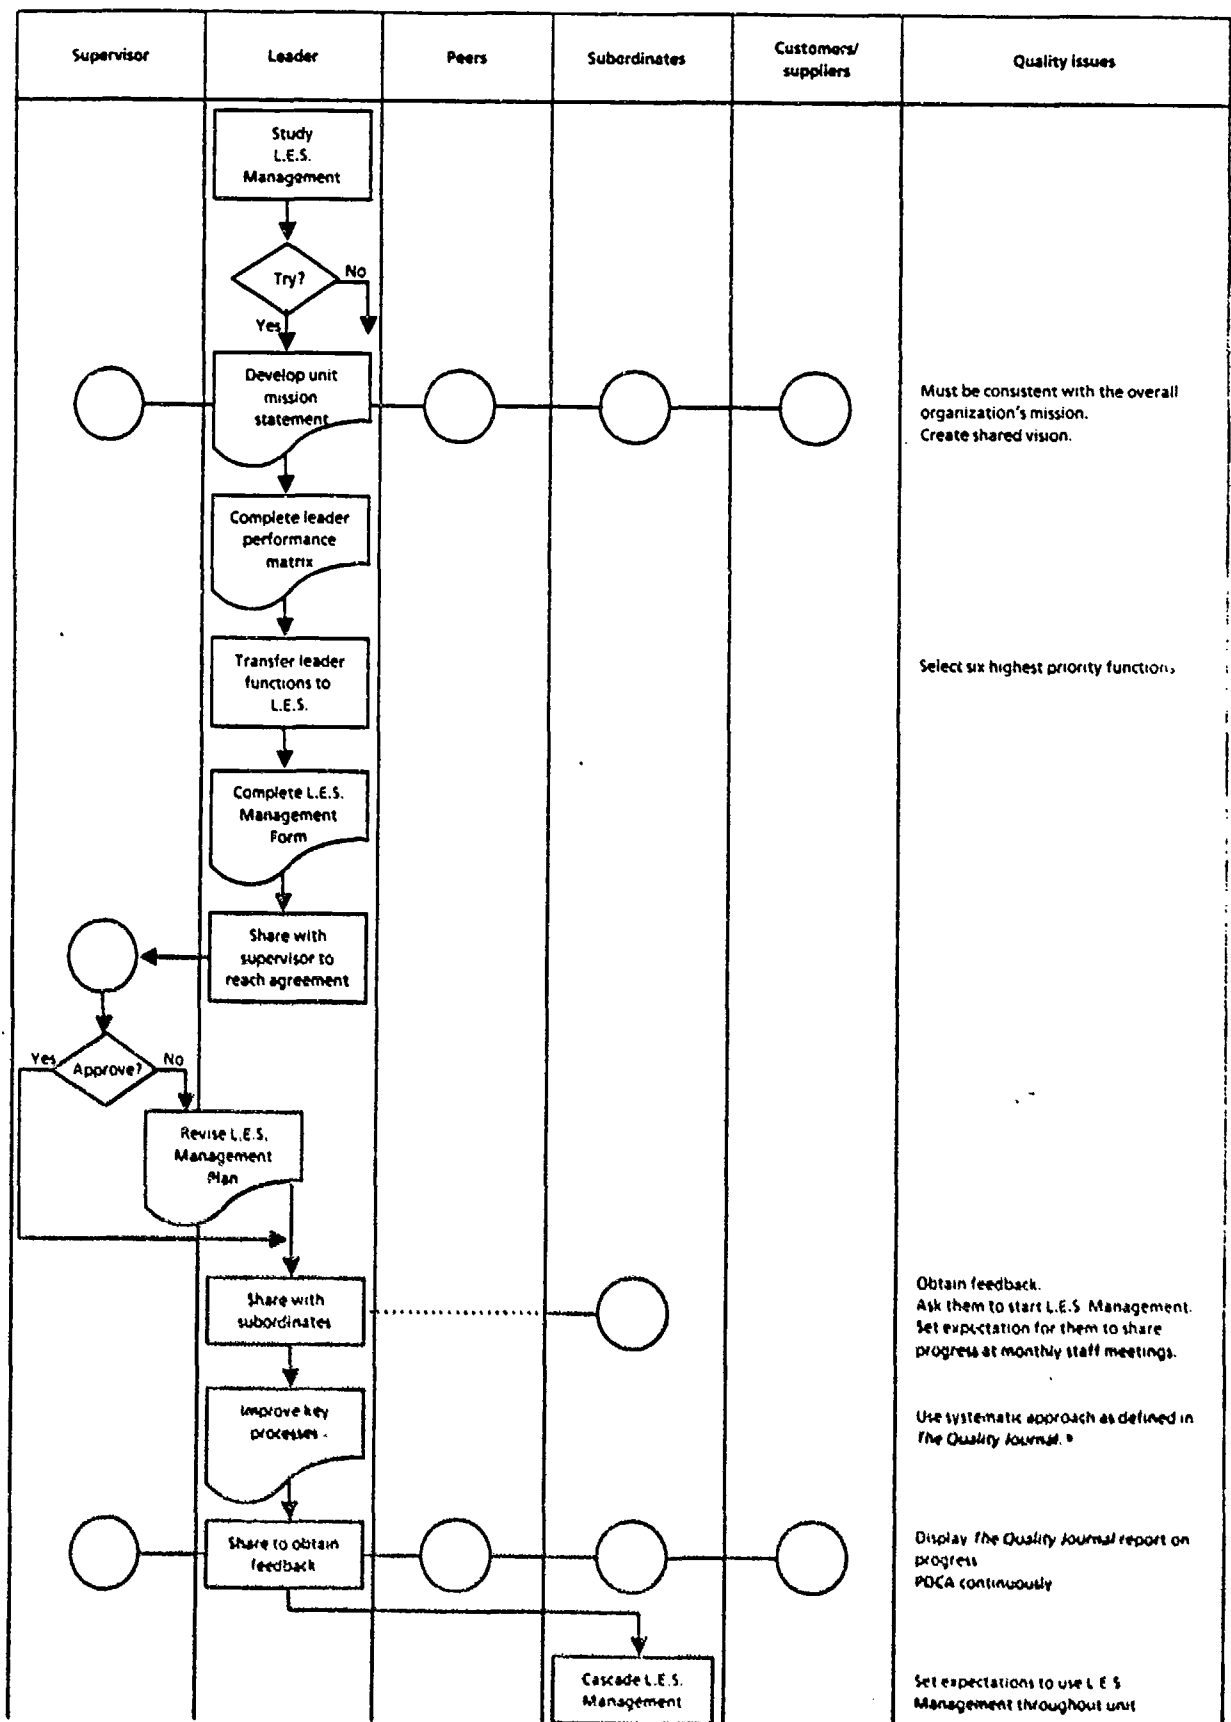 Supervisor
Leader
Peers
Subordinates
Customers/
suppliers
Quality issues
Study
L.E.S.
Management
Try?
No
Yes
Develop unit
mission
statement
Must be consistent with the overall
organization's mission.
Create shared vision.
Complete leader
performance
matrix
Transfer leader
functions to
L.E.S.
Select six highest priority functions
Complete L.E.S.
Management
Form
Share with
supervisor to
reach agreement
Yes
Approve?
No
Revise L.E.S.
Management
Plan
Share with
subordinates
Obtain feedback.
Ask them to start L.E.S. Management.
Set expectation for them to share
progress at monthly staff meetings.
Improve key
processes
Use systematic approach as defined in
The Quality Journal.
Share to obtain
feedback
Display The Quality Journal report on
progress
PDCA continuously
Cascade L.E.S.
Management
Set expectations to use L E S
Management throughout unit